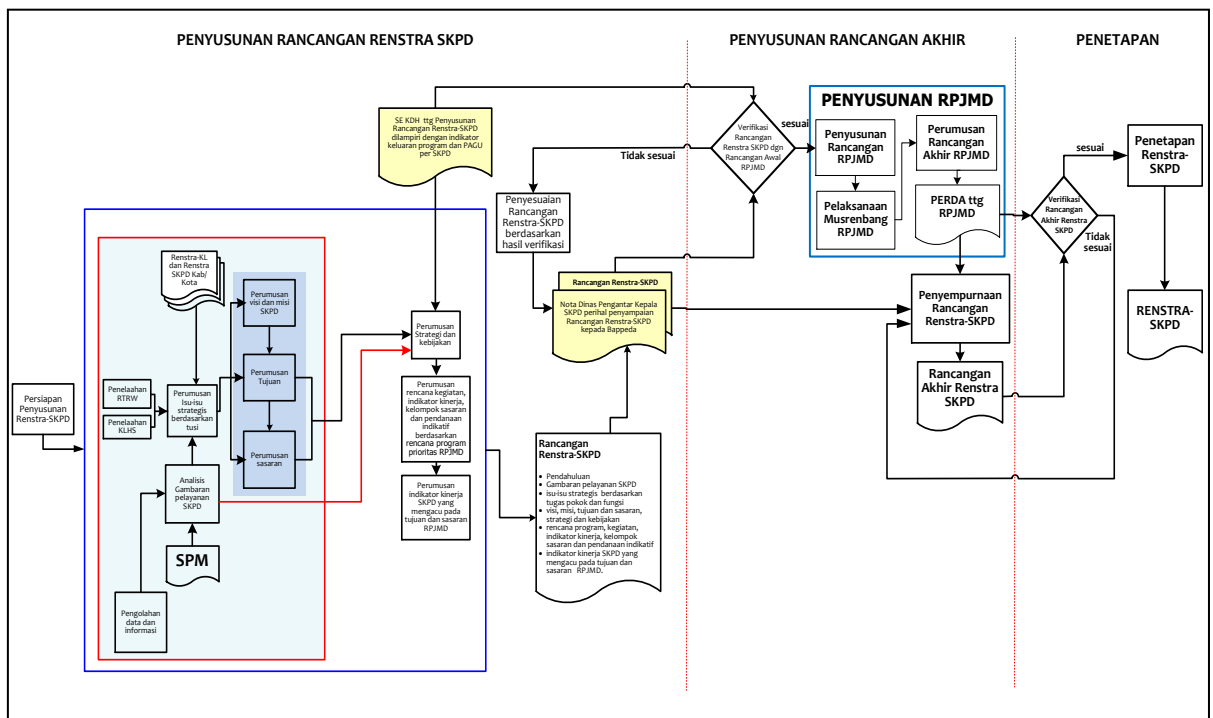 PENYUSUNAN RANCANGAN RENSTRA SKPD
PENYUSUNAN RANCANGAN AKHIR
PENETAPAN
SE KDH ttg Penyusunan
Rancangan Renstra-SKPD
dilampiri dengan indikator
keluaran program dan PAGU
per SKPD
Verifikasi
Rancangan
Renstra SKPD dgn
Rancangan Awal
RPJMD
sesuai
Tidak sesuai
PENYUSUNAN RPJMD
Penyusunan
Rancangan
RPJMD
Perumusan
Rancangan
Akhir RPJMD
Pelaksanaan
Musrenbang
RPJMD
PERDA ttg
RPJMD
Verifikasi
Rancangan
Akhir Renstra
SKPD
sesuai
Tidak
sesuai
Penetapan
Renstra-
SKPD
RENSTRA-
SKPD
Penyesuaian
Rancangan
Renstra-SKPD
berdasarkan
hasil verifikasi
Rancangan Renstra-SKPD
Nota Dinas Pengantar Kepala
SKPD perihal penyampaian
Rancangan Renstra-SKPD
kepada Bappeda
Penyempurnaan
Rancangan
Renstra-SKPD
Rancangan
Akhir Renstra
SKPD
Persiapan
Penyusunan
Renstra-SKPD
Renstra-KL
dan Renstra
SKPD Kab/
Kota
Penelaahan
RTRW
Penelaahan
KLHS
Perumusan
Isu-isu
strategis
berdasarkan
tusi
Analisis
Gambaran
pelayanan
SKPD
SPM
Pengolahan
data dan
informasi
Perumusan
visi dan misi
SKPD
Perumusan
Tujuan
Perumusan
sasaran
Perumusan
Strategi dan
kebijakan
Perumusan
rencana kegiatan,
indikator kinerja,
kelompok sasaran
dan pendanaan
indikatif berdasarkan
rencana program
prioritas RPJMD
Perumusan
indikator kinerja
SKPD yang
mengacu pada
tujuan dan sasaran
RPJMD
Rancangan
Renstra-SKPD
• Pendahuluan
• Gambaran pelayanan SKPD
• isu-isu strategis berdasarkan
tugas pokok dan fungsi
• visi, misi, tujuan dan sasaran,
strategi dan kebijakan
• rencana program, kegiatan,
indikator kinerja, kelompok
sasaran dan pendanaan indikatif
• indikator kinerja SKPD yang
mengacu pada tujuan dan
sasaran RPJMD.